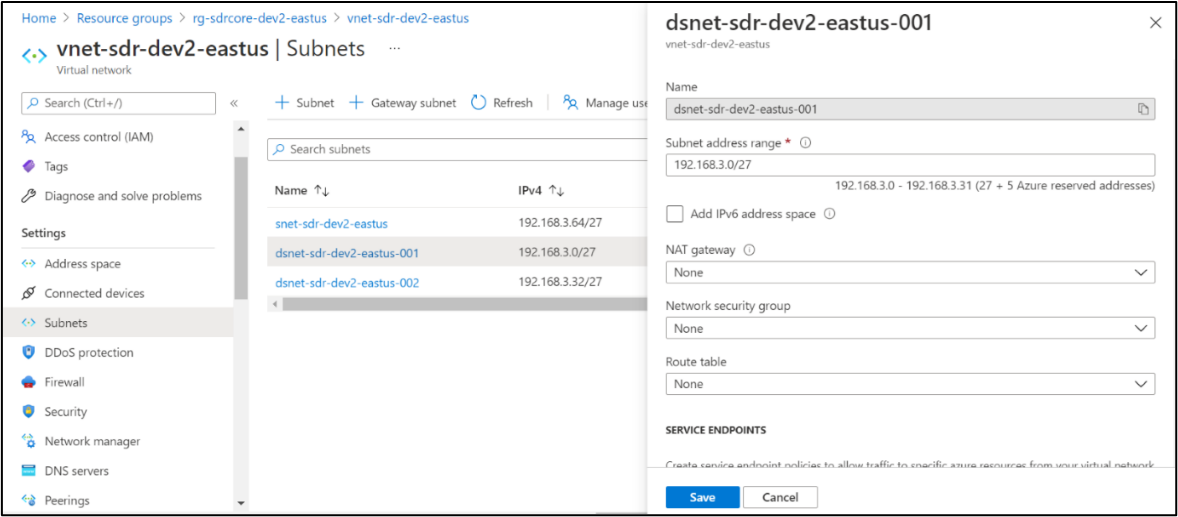 Home > Resource groups > rg-sdrcore-dev2-eastus > vnet-sdr-dev2-eastus
vnet-sdr-dev2-eastus | Subnets ...
Virtual network
Search (Ctrl+/)
«
Access control (IAM)
Tags
Diagnose and solve problems
Settings
Address space
Connected devices
Subnets
DDoS protection
Firewall
Security
Network manager
DNS servers
Peerings
+ Subnet + Gateway subnet Refresh Manage use
Search subnets
Name ↑↓ IPv4 ↑↓
snet-sdr-dev2-eastus 192.168.3.64/27
dsnet-sdr-dev2-eastus-001 192.168.3.0/27
dsnet-sdr-dev2-eastus-002 192.168.3.32/27
dsnet-sdr-dev2-eastus-001
vnet-sdr-dev2-eastus
Name
dsnet-sdr-dev2-eastus-001
Subnet address range *
192.168.3.0/27
192.168.3.0 - 192.168.3.31 (27 + 5 Azure reserved addresses)
Add IPv6 address space
NAT gateway
None
Network security group
None
Route table
None
SERVICE ENDPOINTS
Create service endpoint policies to allow traffic to specific azure resources from your virtual network
Save Cancel